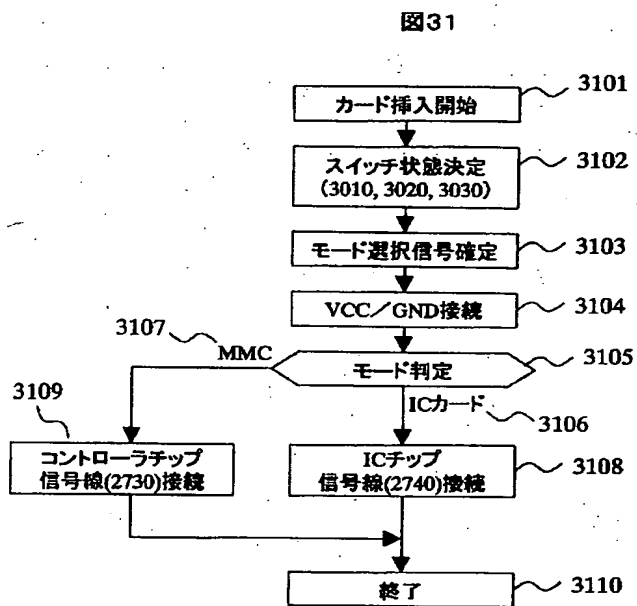 図31
カード挿入開始
3101
スイッチ状態決定
(3010, 3020, 3030)
3102
モード選択信号確定
3103
VCC/GND接続
3104
3107
MMC
モード判定
3105
ICカード
3106
3109
コントローラチップ
信号線(2730)接続
ICチップ
信号線(2740)接続
3108
終了
3110